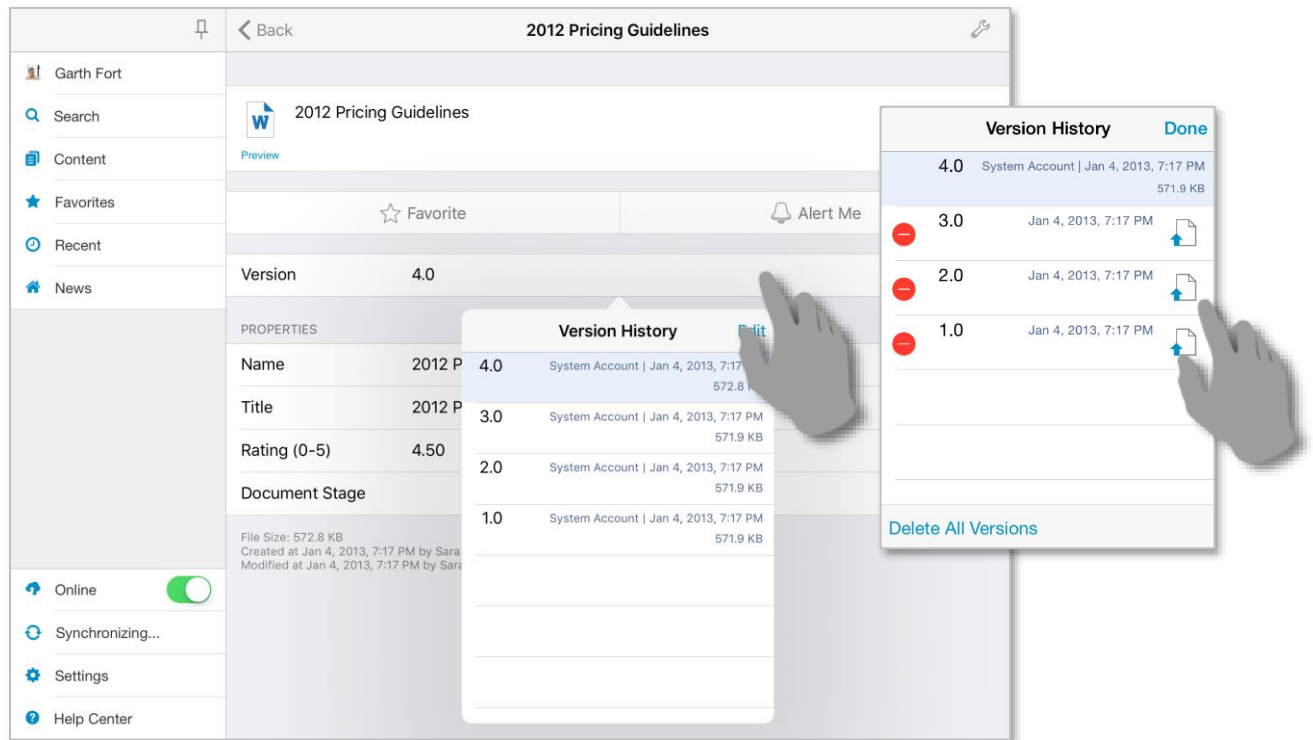 Back
2012 Pricing Guidelines
Garth Fort
Search
Content
Favorites
Recent
News
Online
Synchronizing...
Settings
Help Center
W
2012 Pricing Guidelines
Preview
Favorite
Alert Me
Version 4.0
PROPERTIES
Name 2012 P
Title 2012 P
Rating (0-5) 4.50
Document Stage
File Size: 572.8 KB
Created at Jan 4, 2013, 7:17 PM by Sara
Modified at Jan 4, 2013, 7:17 PM by Sara
Version History
4.0 System Account | Jan 4, 2013, 7:17
572.8
3.0 System Account | Jan 4, 2013, 7:17 PM
571.9 KB
2.0 System Account | Jan 4, 2013, 7:17 PM
571.9 KB
1.0 System Account | Jan 4, 2013, 7:17 PM
571.9 KB
Version History Done
4.0 System Account | Jan 4, 2013, 7:17 PM
571.9 KB
3.0 Jan 4, 2013, 7:17 PM
2.0 Jan 4, 2013, 7:17 PM
1.0 Jan 4, 2013, 7:17 PM
Delete All Versions